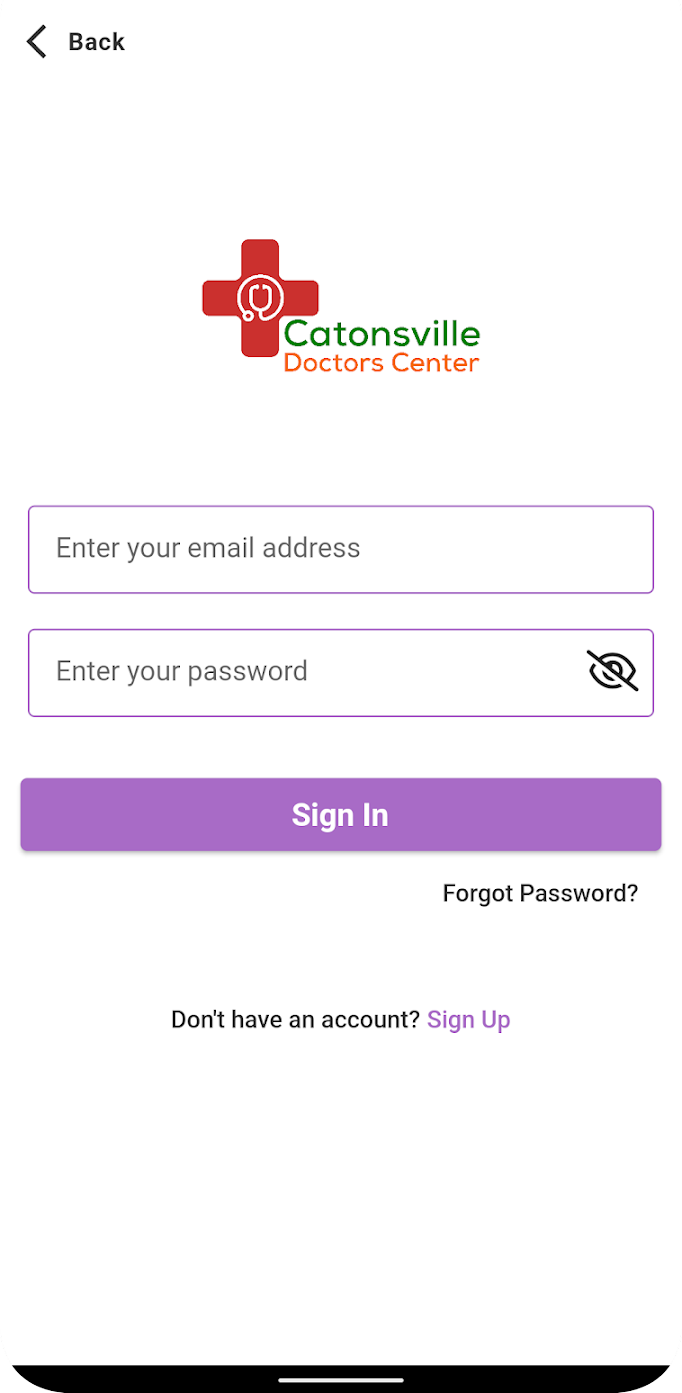 Back
Catonsville
Doctors Center
Enter your email address
Enter your password
Sign In
Forgot Password?
Don't have an account? Sign Up